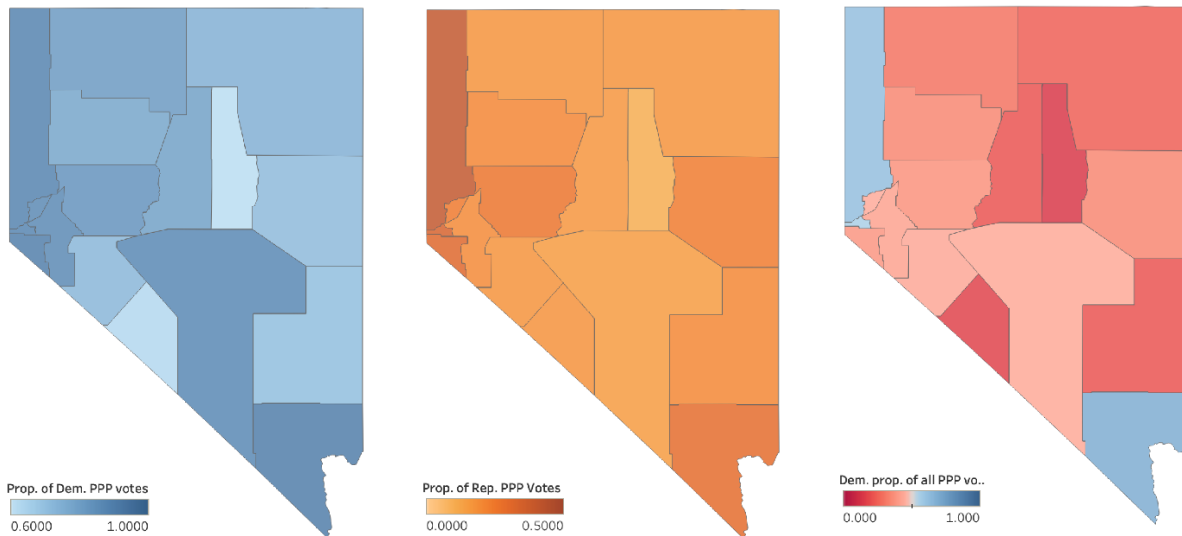 Prop. of Dem. PPP votes
0.6000 1.0000
Prop. of Rep. PPP Votes
0.0000 0.5000
Dem. prop. of all PPP vo..
0.000 1.000